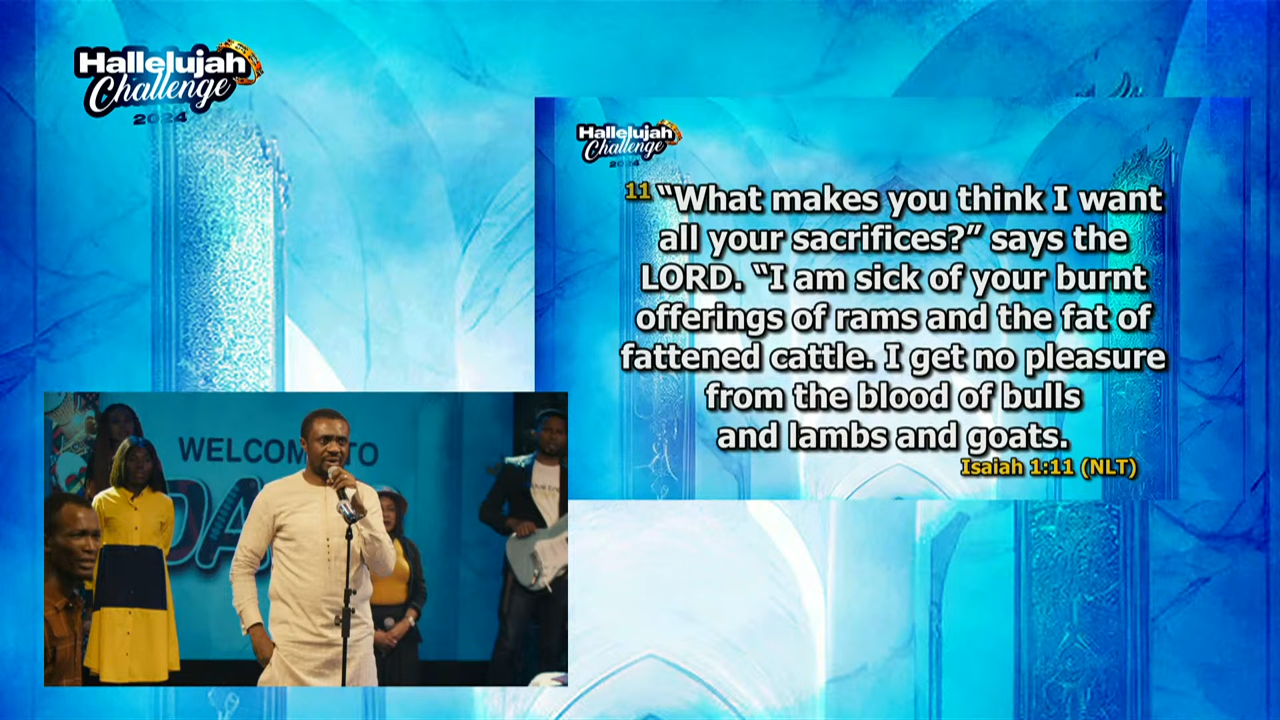 Hallelujah
Challenge
2024
Hallelujah
Challenge
2024
11 “What makes you think I want
all your sacrifices?” says the
LORD. “I am sick of your burnt
offerings of rams and the fat of
fattened cattle. I get no pleasure
from the blood of bulls
and lambs and goats.
Isaiah 1:11 (NLT)
WELCOME TO